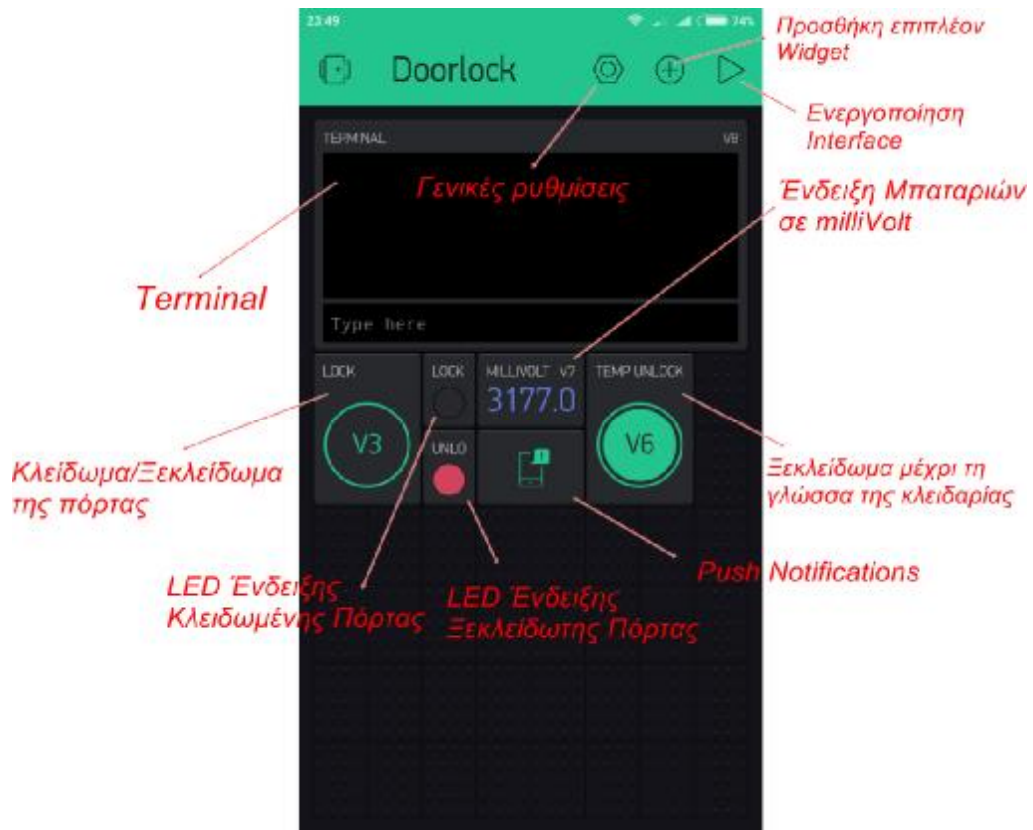 23:49
74%
Προσθήκη επιπλέον
Widget
Doorlock
Ενεργοποίηση
Interface
TERMINAL
V8
Γενικές ρυθμίσεις
Ένδειξη Μπαταριών
σε milliVolt
Terminal
Type here
LOCK
LOCK
MILLIVOLT V7
TEMP UNLOCK
3177.0
V3
UNLO
V6
Κλείδωμα/Ξεκλείδωμα
της πόρτας
Ξεκλείδωμα μέχρι τη
γλώσσα της κλειδαρίας
Push Notifications
LED Ένδειξης
Κλειδωμένης Πόρτας
LED Ένδειξης
Ξεκλείδωτης Πόρτας